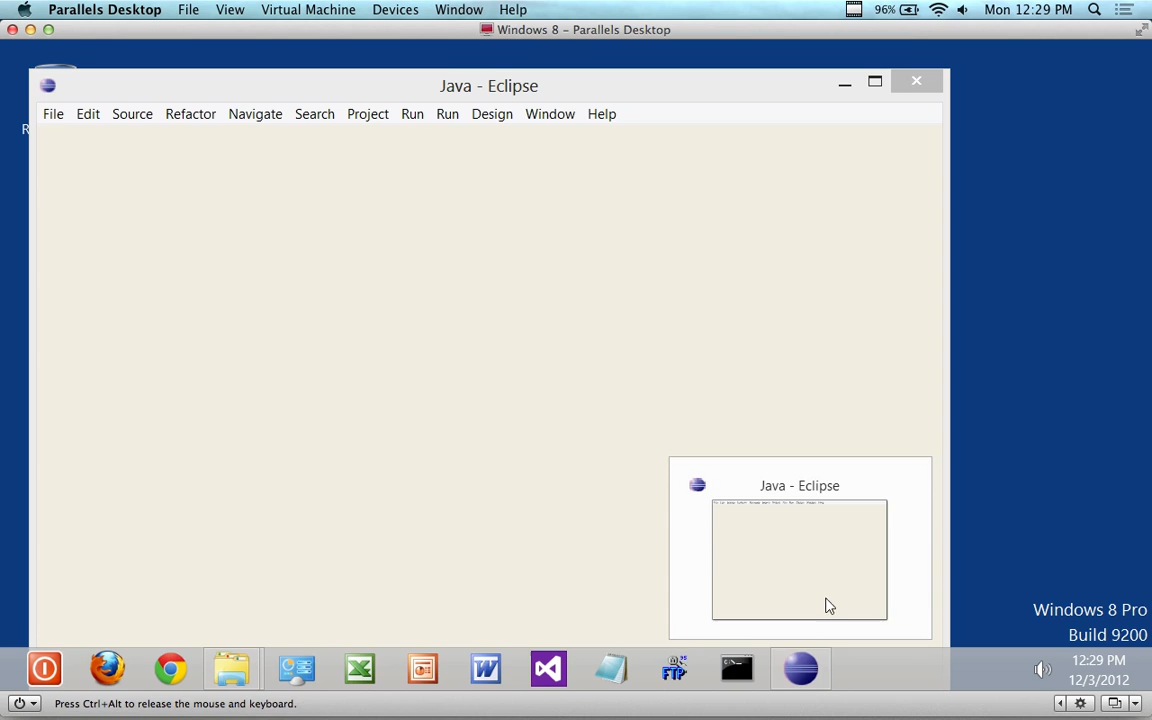 Parallels Desktop File View Virtual Machine Devices Window Help 96% Mon 12:29 PM
Windows 8 - Parallels Desktop
R
Java - Eclipse
File Edit Source Refactor Navigate Search Project Run Run Design Window Help
Java - Eclipse
Windows 8 Pro
Build 9200
FTP
12:29 PM
12/3/2012
Press Ctrl+Alt to release the mouse and keyboard.